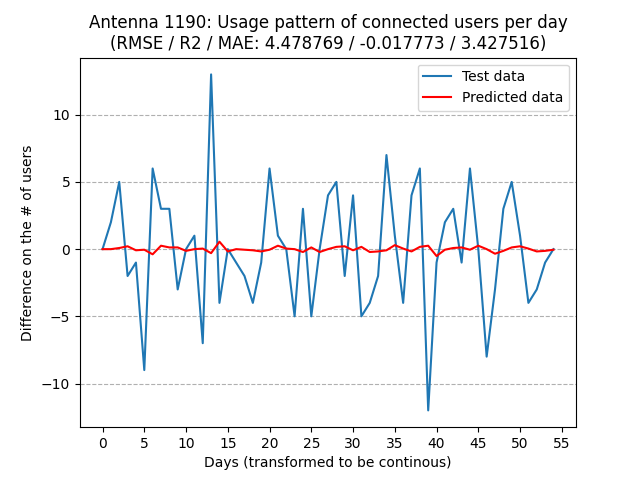 Antenna 1190: Usage pattern of connected users per day
(RMSE / R2 / MAE: 4.478769 / -0.017773 / 3.427516)
Test data
Predicted data
Difference on the # of users
10
5
0
−5
−10
0 5 10 15 20 25 30 35 40 45 50 55
Days (transformed to be continous)